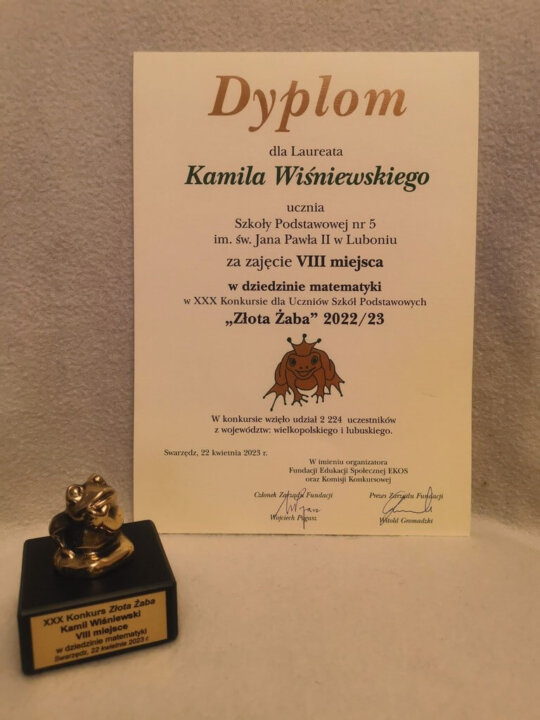 Dyplom
dla Laureata
Kamila Wiśniewskiego
ucznia
Szkoły Podstawowej nr 5
im. św. Jana Pawła II w Luboniu
za zajęcie VIII miejsca
w dziedzinie matematyki
w XXX Konkursie dla Uczniów Szkół Podstawowych
„Złota Żaba” 2022/23
W konkursie wzięło udział 2 224 uczestników
z województw: wielkopolskiego i lubuskiego.
Swarzędz, 22 kwietnia 2023 r.
W imieniu organizatora
Fundacji Edukacji Społecznej EKOS
oraz Komisji Konkursowej
Członek Zarządu Fundacji
Wojciech
Prezes Zarządu Fundacji
Witold Gromadzki
XXX Konkurs Złota Żaba
Kamil Wiśniewski
VIII miejsce
w dziedzinie matematyki
Swarzędz, 22 kwietnia 2023 r.